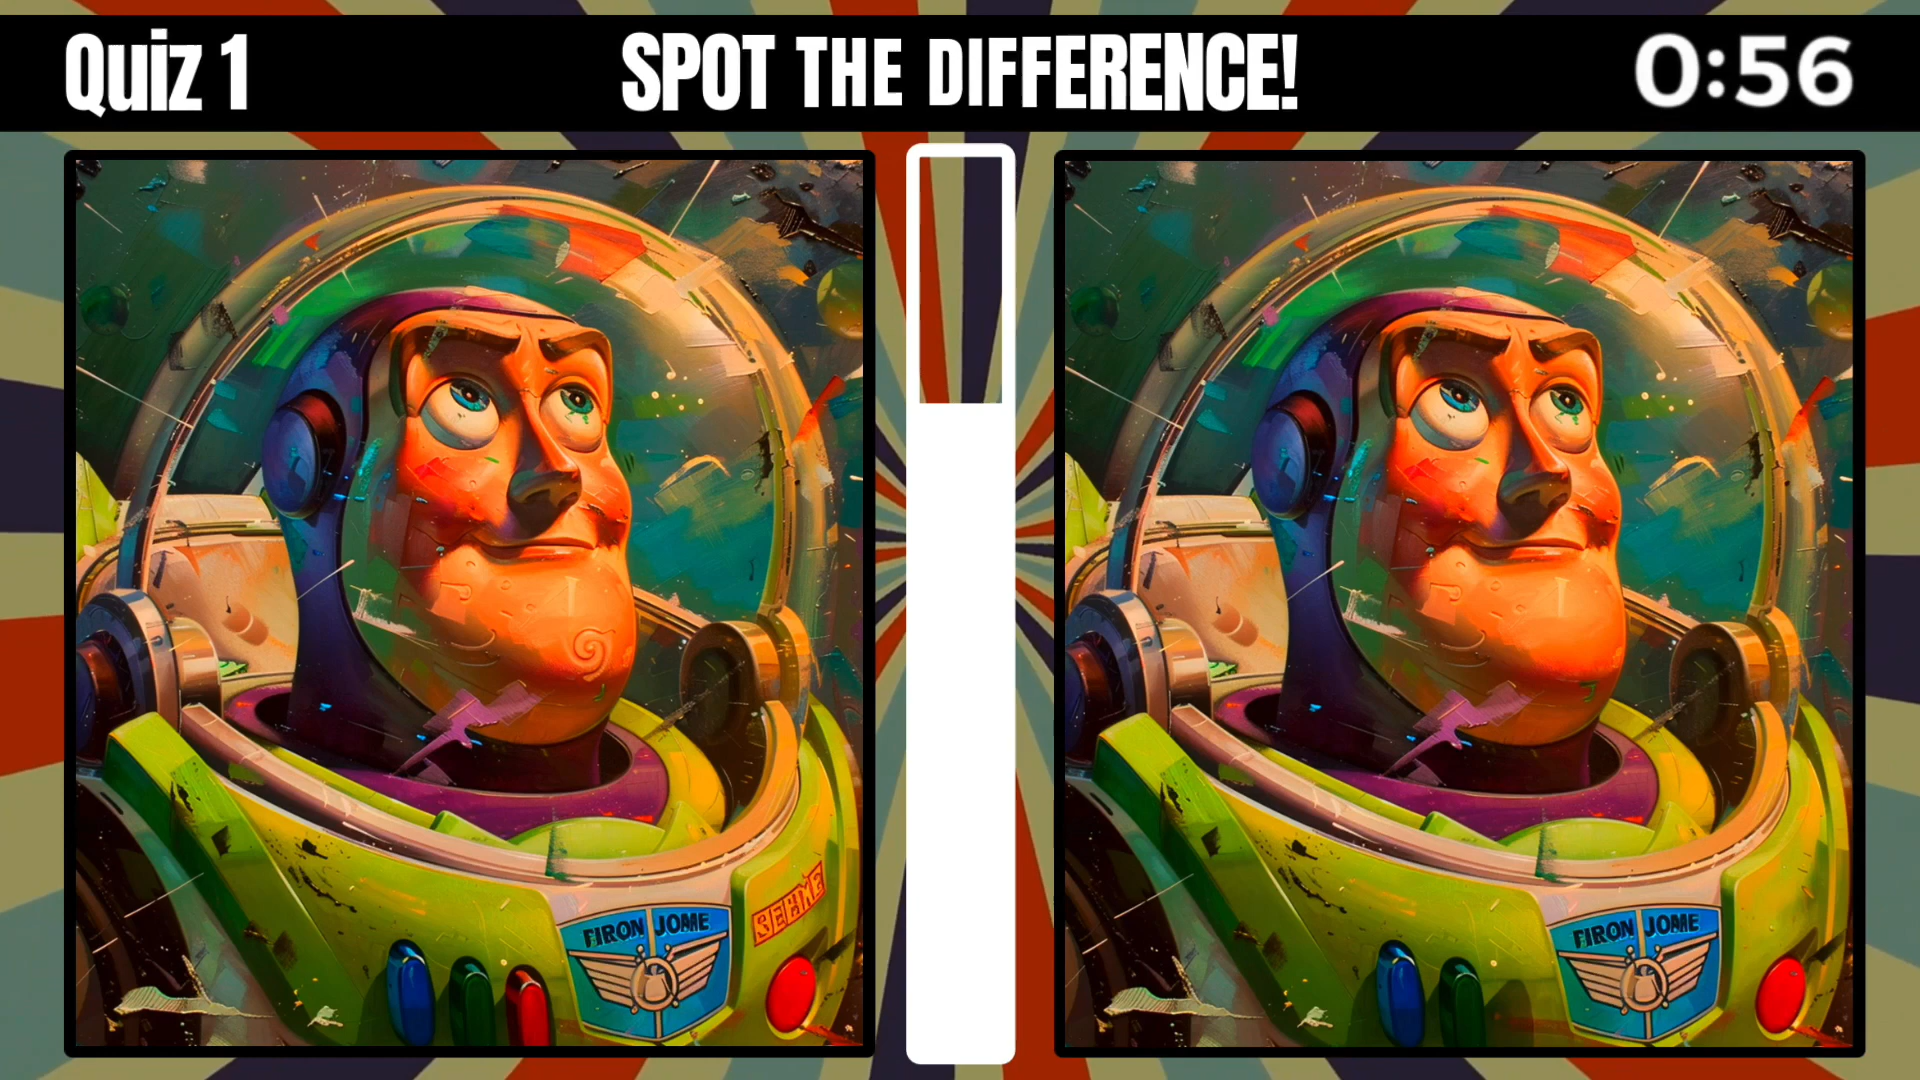 Quiz 1
SPOT THE DIFFERENCE!
0:56
FIRON JOME
FIRON JOME